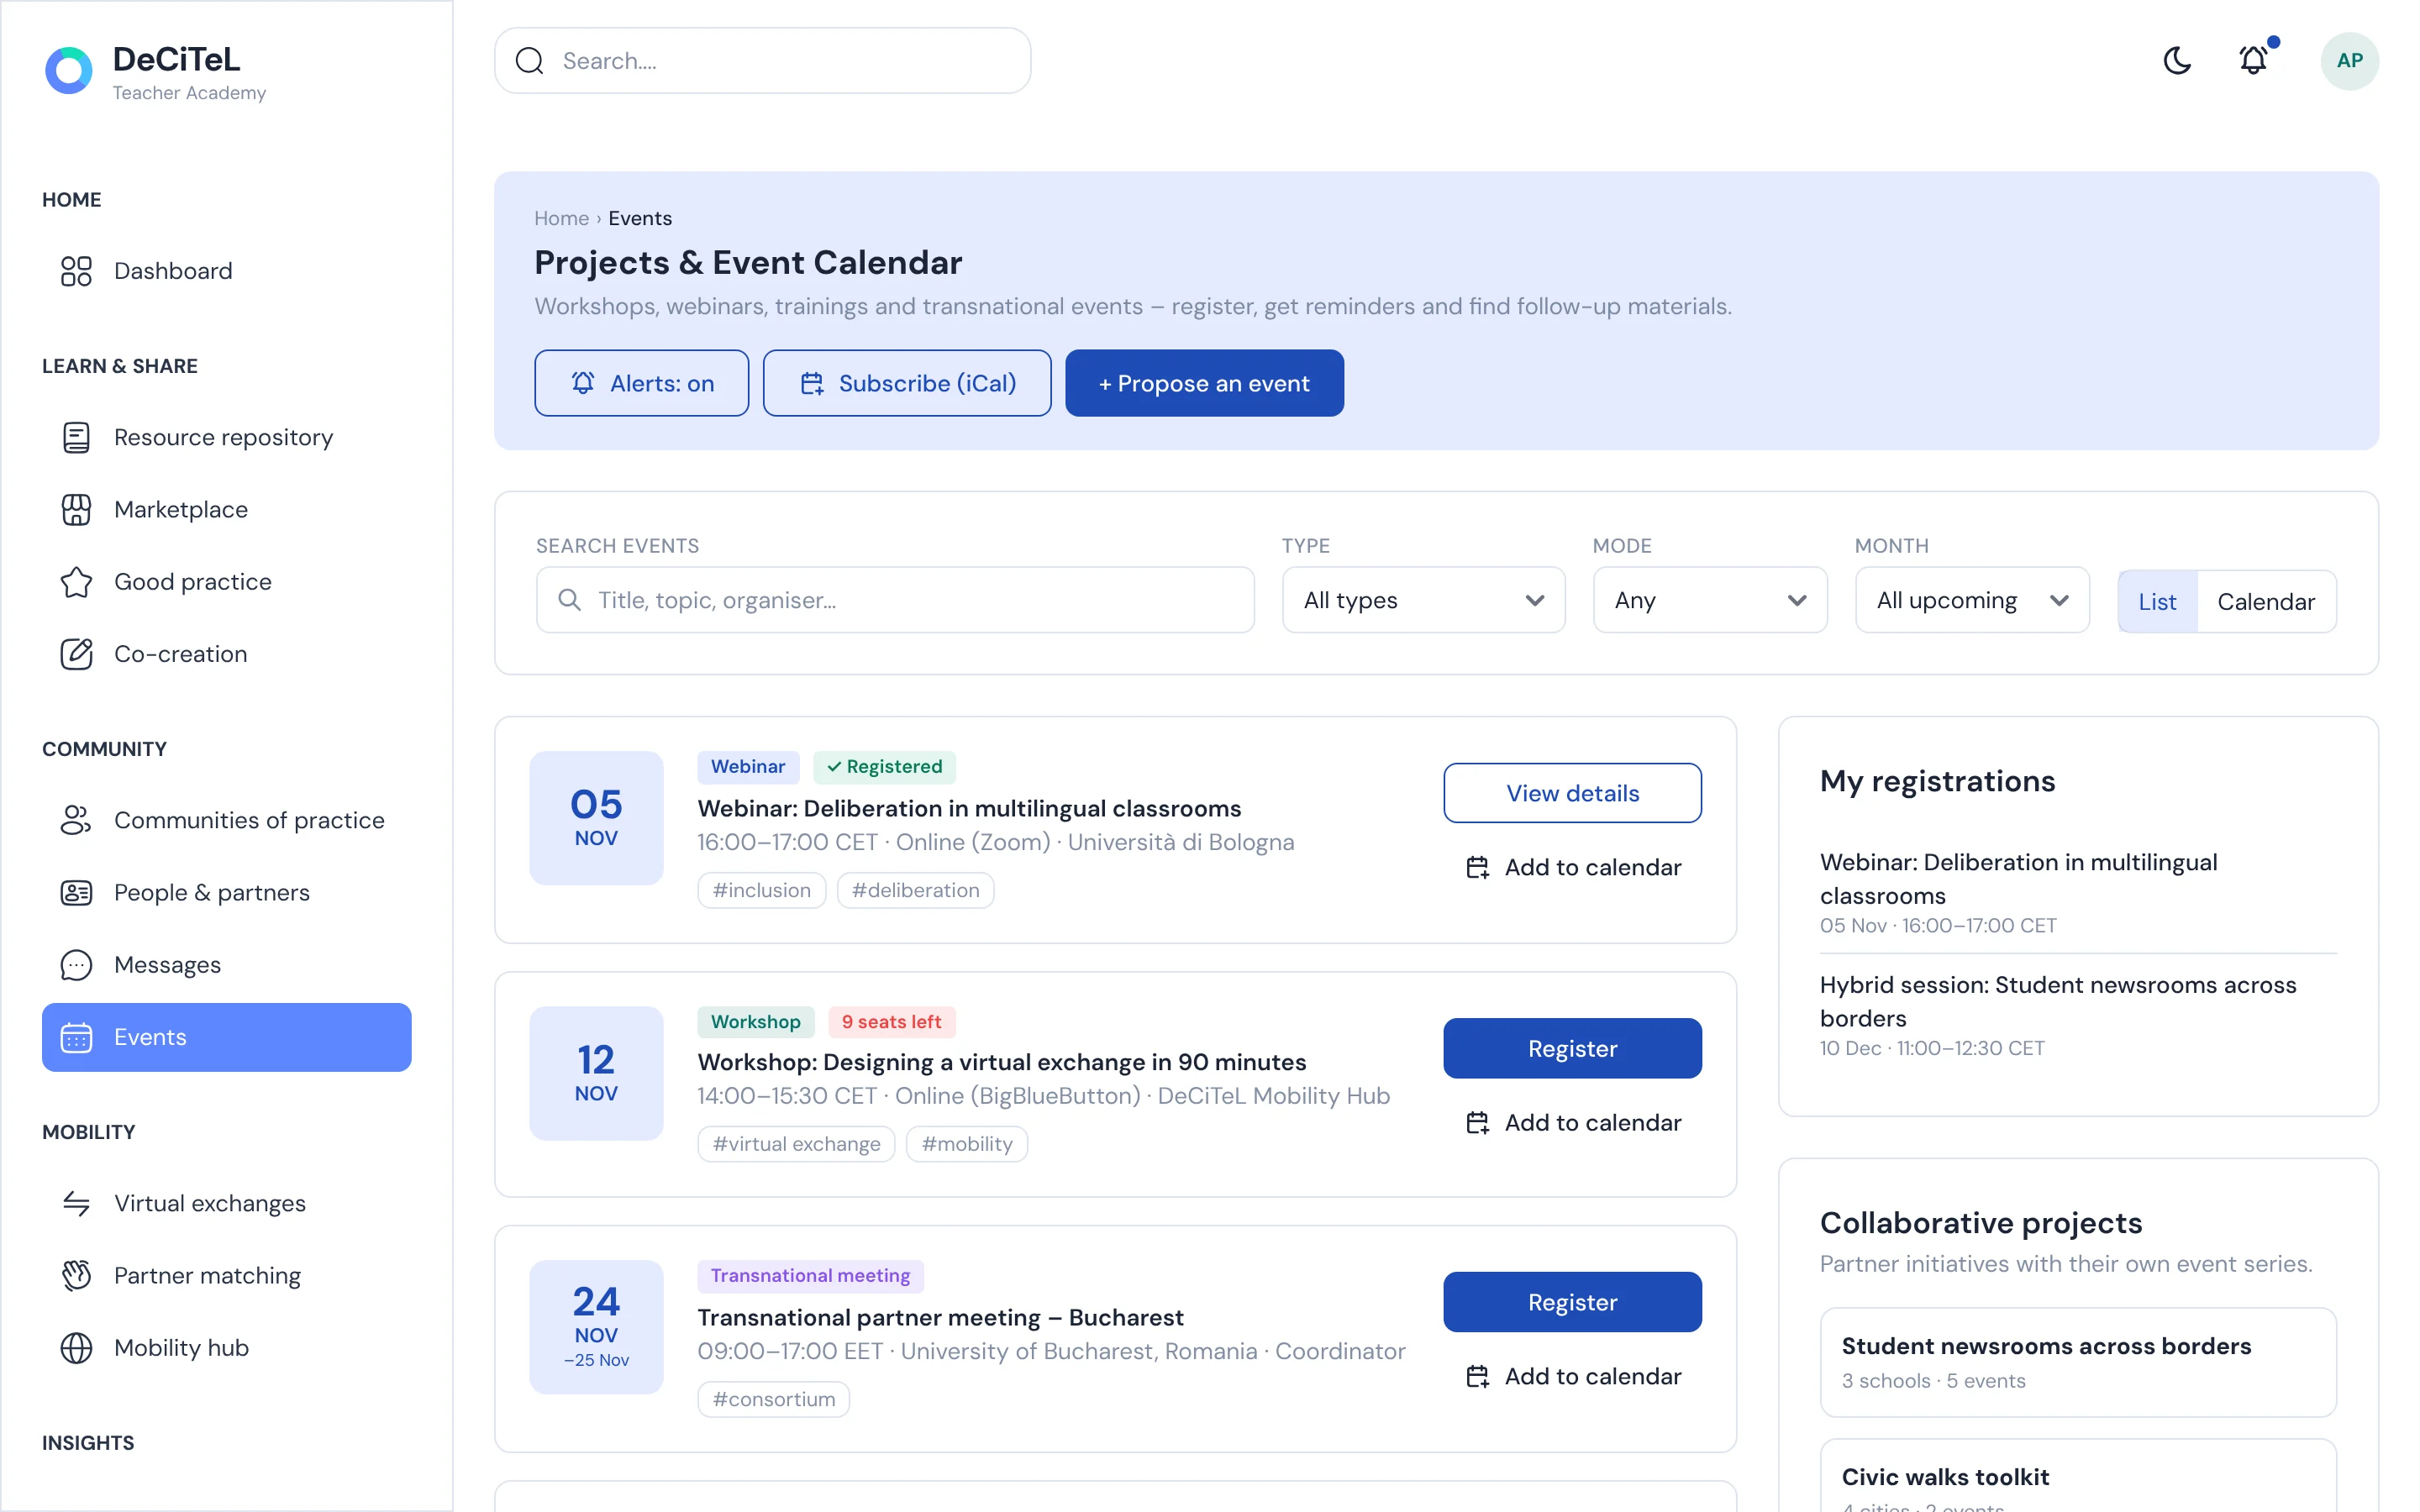 DeCiTeL
Teacher Academy
HOME
Dashboard
LEARN & SHARE
Resource repository
Marketplace
Good practice
Co-creation
COMMUNITY
Communities of practice
People & partners
Messages
Events
MOBILITY
Virtual exchanges
Partner matching
Mobility hub
INSIGHTS
Search....
AP
Home › Events
Projects & Event Calendar
Workshops, webinars, trainings and transnational events – register, get reminders and find follow-up materials.
Alerts: on
Subscribe (iCal)
+ Propose an event
SEARCH EVENTS
Title, topic, organiser...
TYPE
All types
MODE
Any
MONTH
All upcoming
List
Calendar
05
NOV
Webinar
✓ Registered
Webinar: Deliberation in multilingual classrooms
16:00–17:00 CET · Online (Zoom) · Università di Bologna
#inclusion
#deliberation
View details
Add to calendar
12
NOV
Workshop
9 seats left
Workshop: Designing a virtual exchange in 90 minutes
14:00–15:30 CET · Online (BigBlueButton) · DeCiTeL Mobility Hub
#virtual exchange
#mobility
Register
Add to calendar
24
NOV
–25 Nov
Transnational meeting
Transnational partner meeting – Bucharest
09:00–17:00 EET · University of Bucharest, Romania · Coordinator
#consortium
Register
Add to calendar
My registrations
Webinar: Deliberation in multilingual
classrooms
05 Nov · 16:00–17:00 CET
Hybrid session: Student newsrooms across
borders
10 Dec · 11:00–12:30 CET
Collaborative projects
Partner initiatives with their own event series.
Student newsrooms across borders
3 schools · 5 events
Civic walks toolkit
4 cities · 2 events